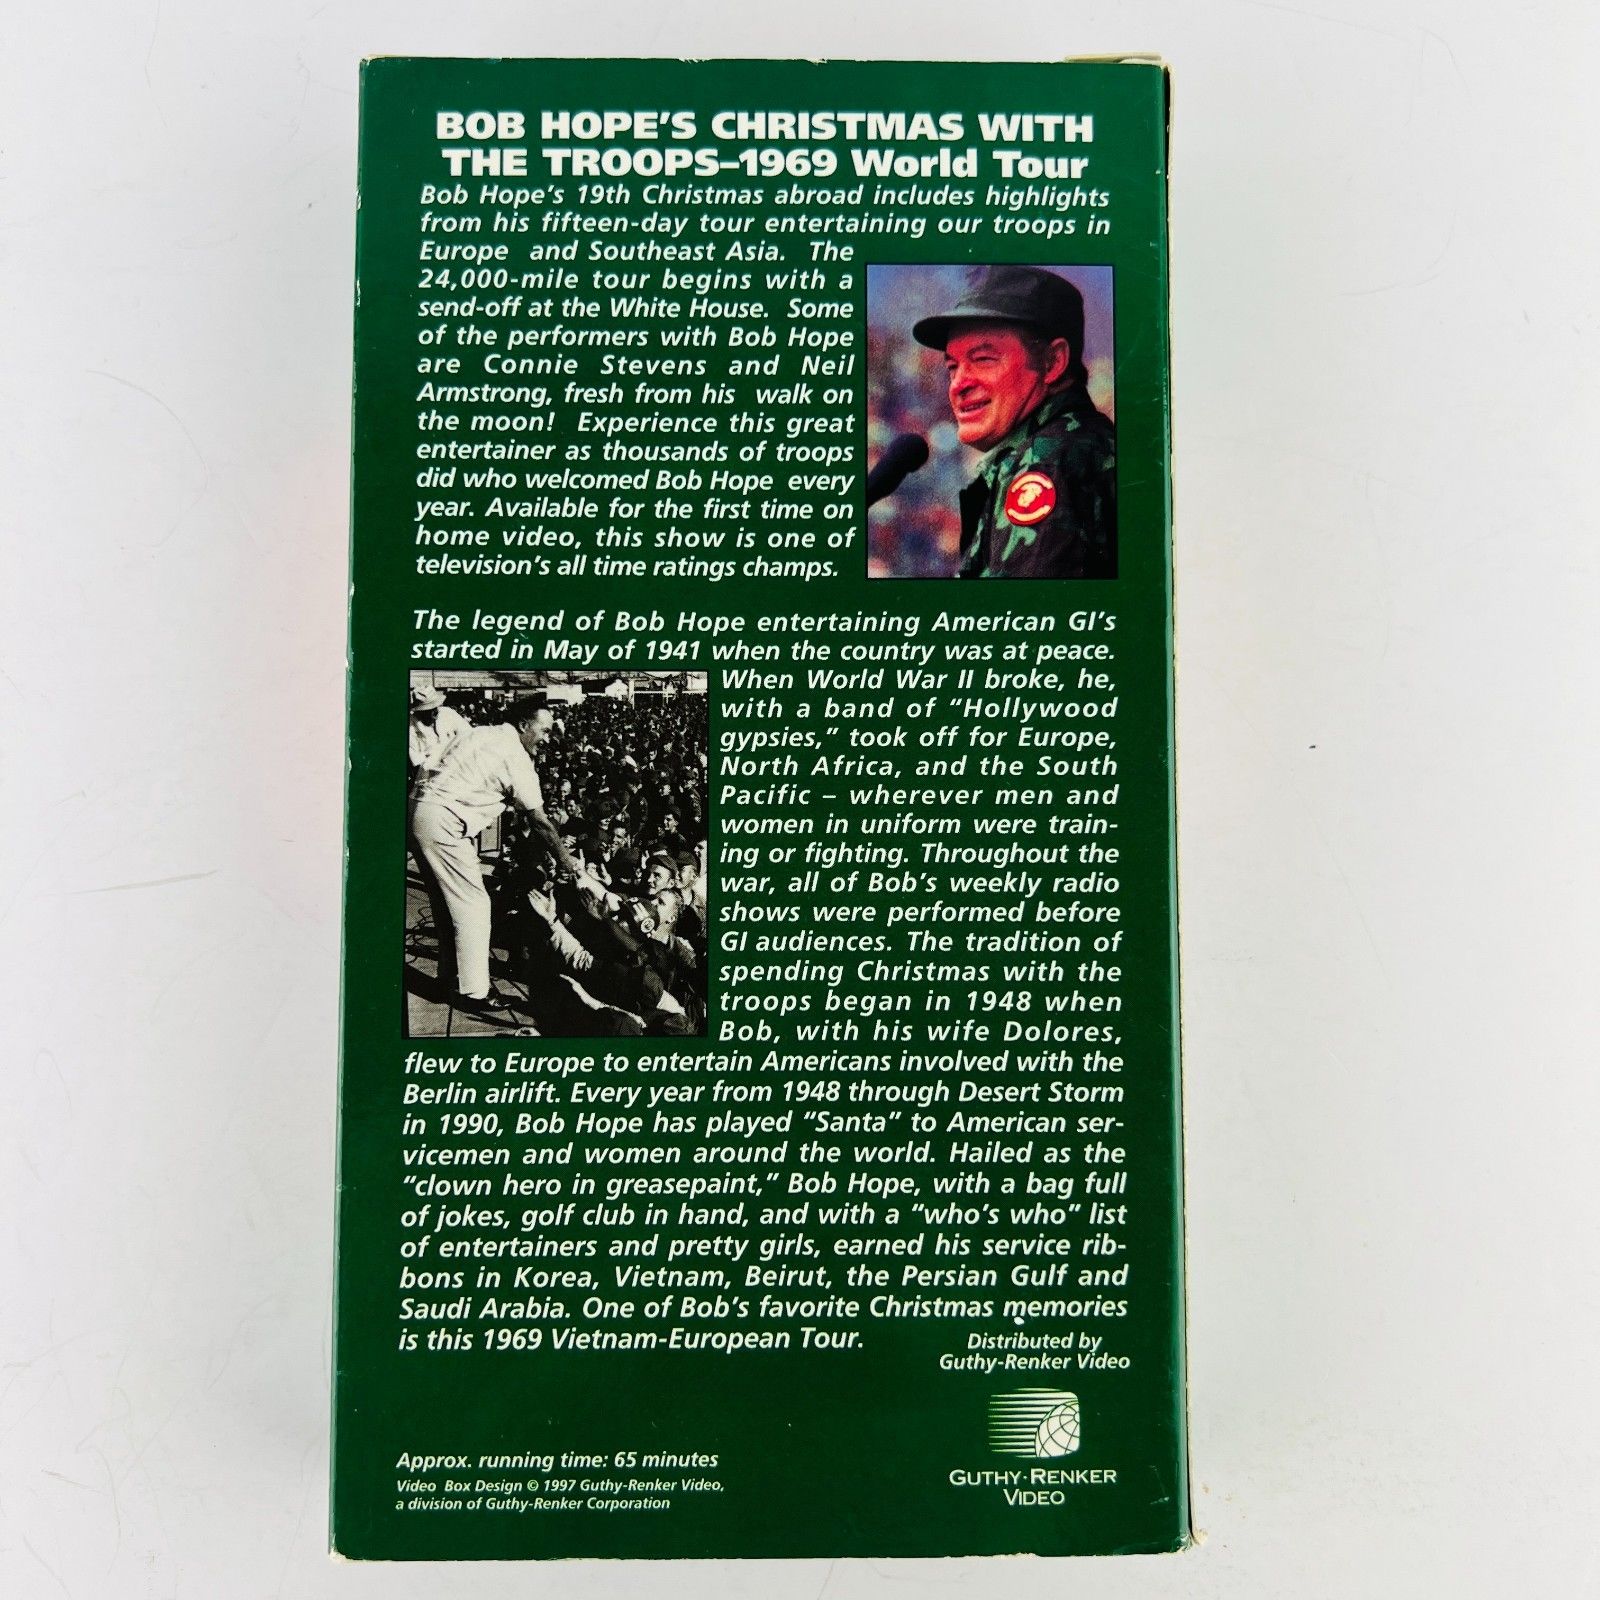 BOB HOPE'S CHRISTMAS WITH
THE TROOPS–1969 World Tour
Bob Hope's 19th Christmas abroad includes highlights
from his fifteen-day tour entertaining our troops in
Europe and Southeast Asia. The
24,000-mile tour begins with a
send-off at the White House. Some
of the performers with Bob Hope
are Connie Stevens and Neil
Armstrong, fresh from his walk on
the moon! Experience this great
entertainer as thousands of troops
did who welcomed Bob Hope every
year. Available for the first time on
home video, this show is one of
television's all time ratings champs.
The legend of Bob Hope entertaining American GI's
started in May of 1941 when the country was at peace.
When World War II broke, he,
with a band of “Hollywood
gypsies,” took off for Europe,
North Africa, and the South
Pacific – wherever men and
women in uniform were train-
ing or fighting. Throughout the
war, all of Bob's weekly radio
shows were performed before
GI audiences. The tradition of
spending Christmas with the
troops began in 1948 when
Bob, with his wife Dolores,
flew to Europe to entertain Americans involved with the
Berlin airlift. Every year from 1948 through Desert Storm
in 1990, Bob Hope has played “Santa” to American ser-
vicemen and women around the world. Hailed as the
“clown hero in greasepaint,” Bob Hope, with a bag full
of jokes, golf club in hand, and with a “who's who” list
of entertainers and pretty girls, earned his service rib-
bons in Korea, Vietnam, Beirut, the Persian Gulf and
Saudi Arabia. One of Bob's favorite Christmas memories
is this 1969 Vietnam-European Tour.
Distributed by
Guthy-Renker Video
GUTHY·RENKER
VIDEO
Approx. running time: 65 minutes
Video Box Design © 1997 Guthy-Renker Video,
a division of Guthy-Renker Corporation